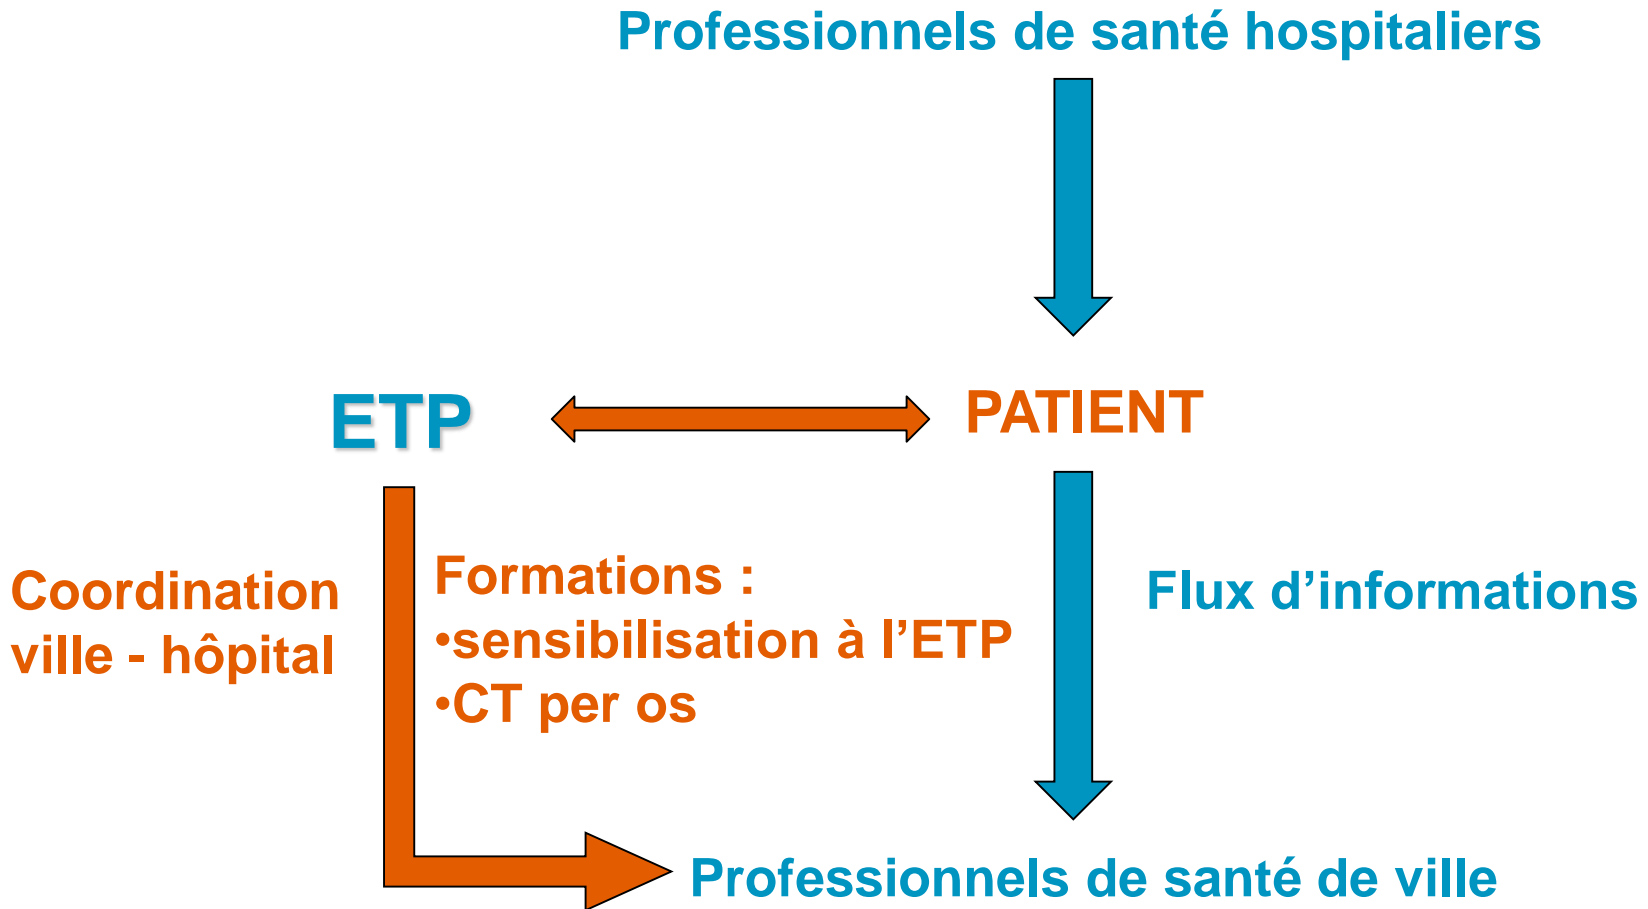 Professionnels de santé hospitaliers
ETP
PATIENT
Coordination
ville - hôpital
Formations :
•sensibilisation à l’ETP
•CT per os
Flux d’informations
Professionnels de santé de ville